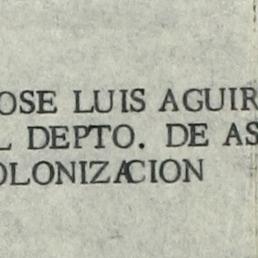 OSE LUIS AGUIR
L DEPTO. DE AS
OLONIZACION